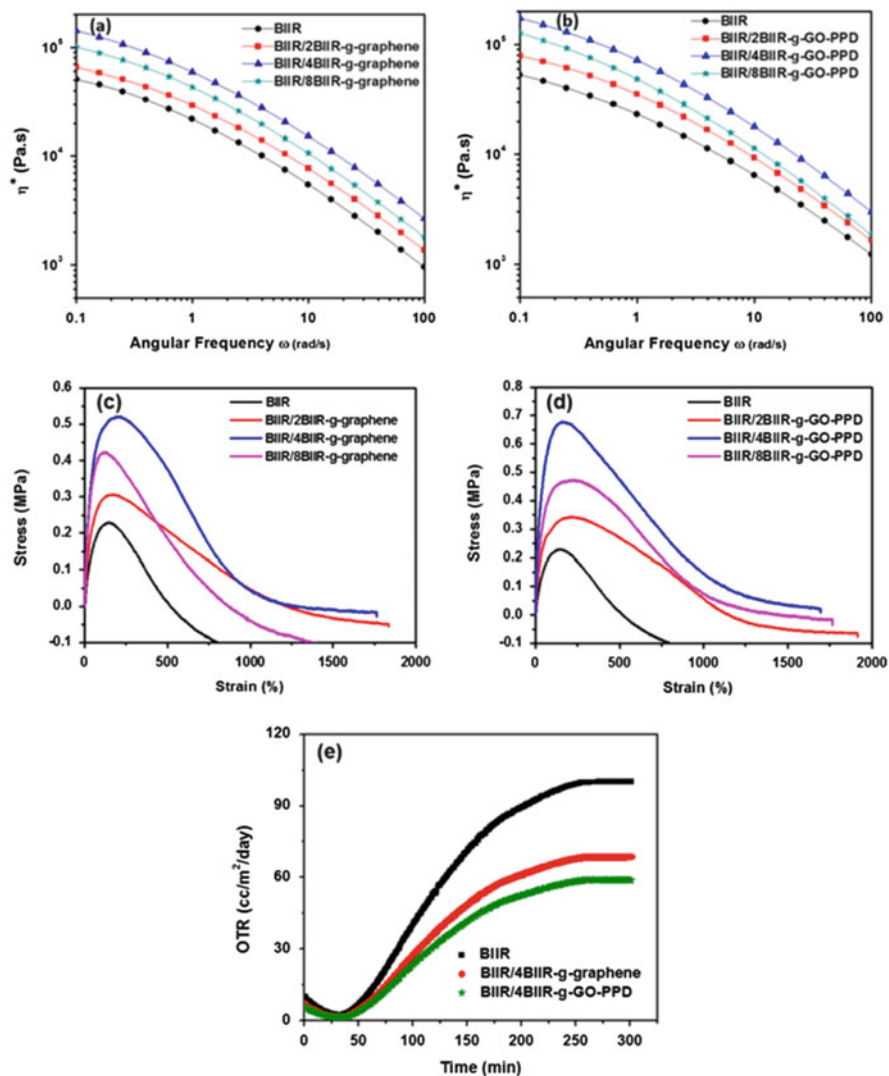 (a)
BIIR
BIIR/2BIIR-g-graphene
BIIR/4BIIR-g-graphene
BIIR/8BIIR-g-graphene
η* (Pa.s)
10⁵
10⁴
10³
0.1 1 10 100
Angular Frequency ω (rad/s)
(b)
BIIR
BIIR/2BIIR-g-GO-PPD
BIIR/4BIIR-g-GO-PPD
BIIR/8BIIR-g-GO-PPD
η* (Pa.s)
10⁵
10⁴
10³
0.1 1 10 100
Angular Frequency ω (rad/s)
(c)
BIIR
BIIR/2BIIR-g-graphene
BIIR/4BIIR-g-graphene
BIIR/8BIIR-g-graphene
Stress (MPa)
0.6
0.5
0.4
0.3
0.2
0.1
0.0
-0.1
0 500 1000 1500 2000
Strain (%)
(d)
BIIR
BIIR/2BIIR-g-GO-PPD
BIIR/4BIIR-g-GO-PPD
BIIR/8BIIR-g-GO-PPD
Stress (MPa)
0.8
0.7
0.6
0.5
0.4
0.3
0.2
0.1
0.0
-0.1
0 500 1000 1500 2000
Strain (%)
(e)
OTR (cc/m²/day)
120
90
60
30
0
BIIR
BIIR/4BIIR-g-graphene
BIIR/4BIIR-g-GO-PPD
0 50 100 150 200 250 300
Time (min)